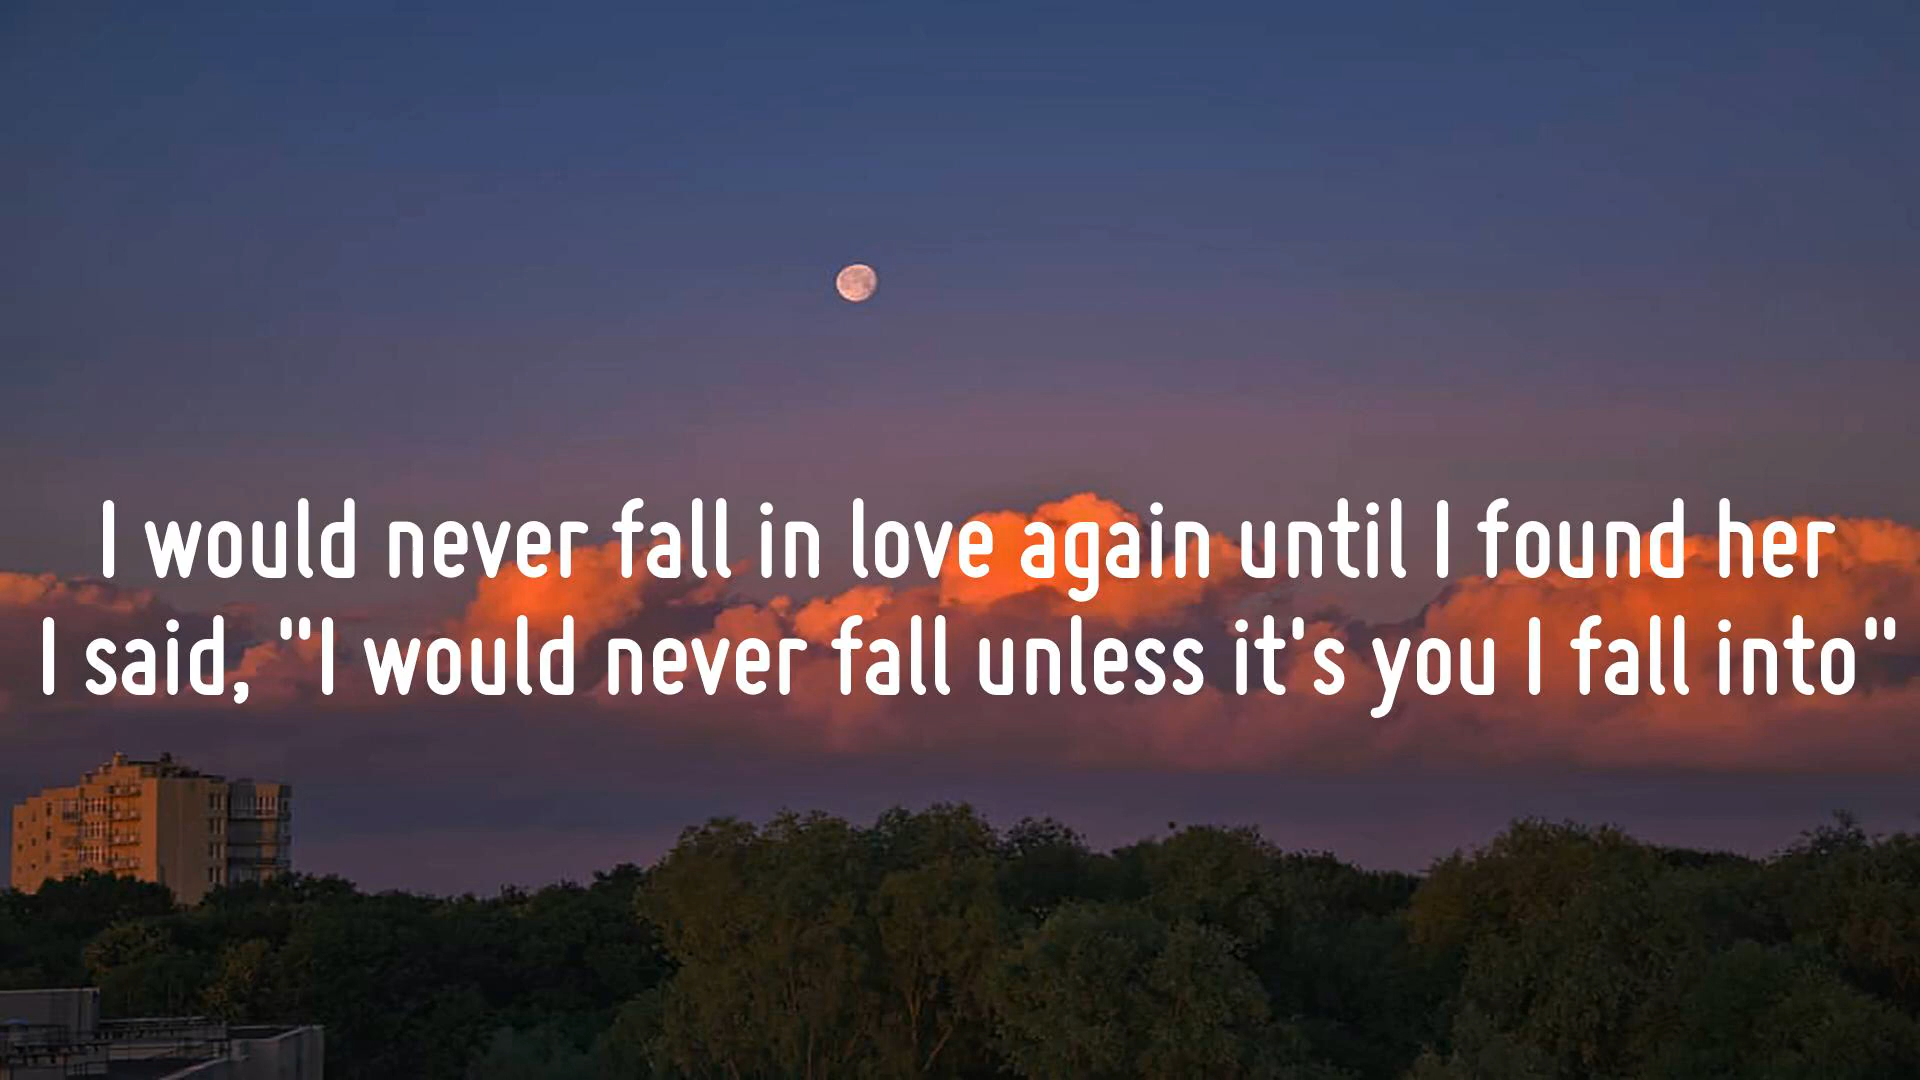 I would never fall in love again until I found her
I said, "I would never fall unless it's you I fall into"